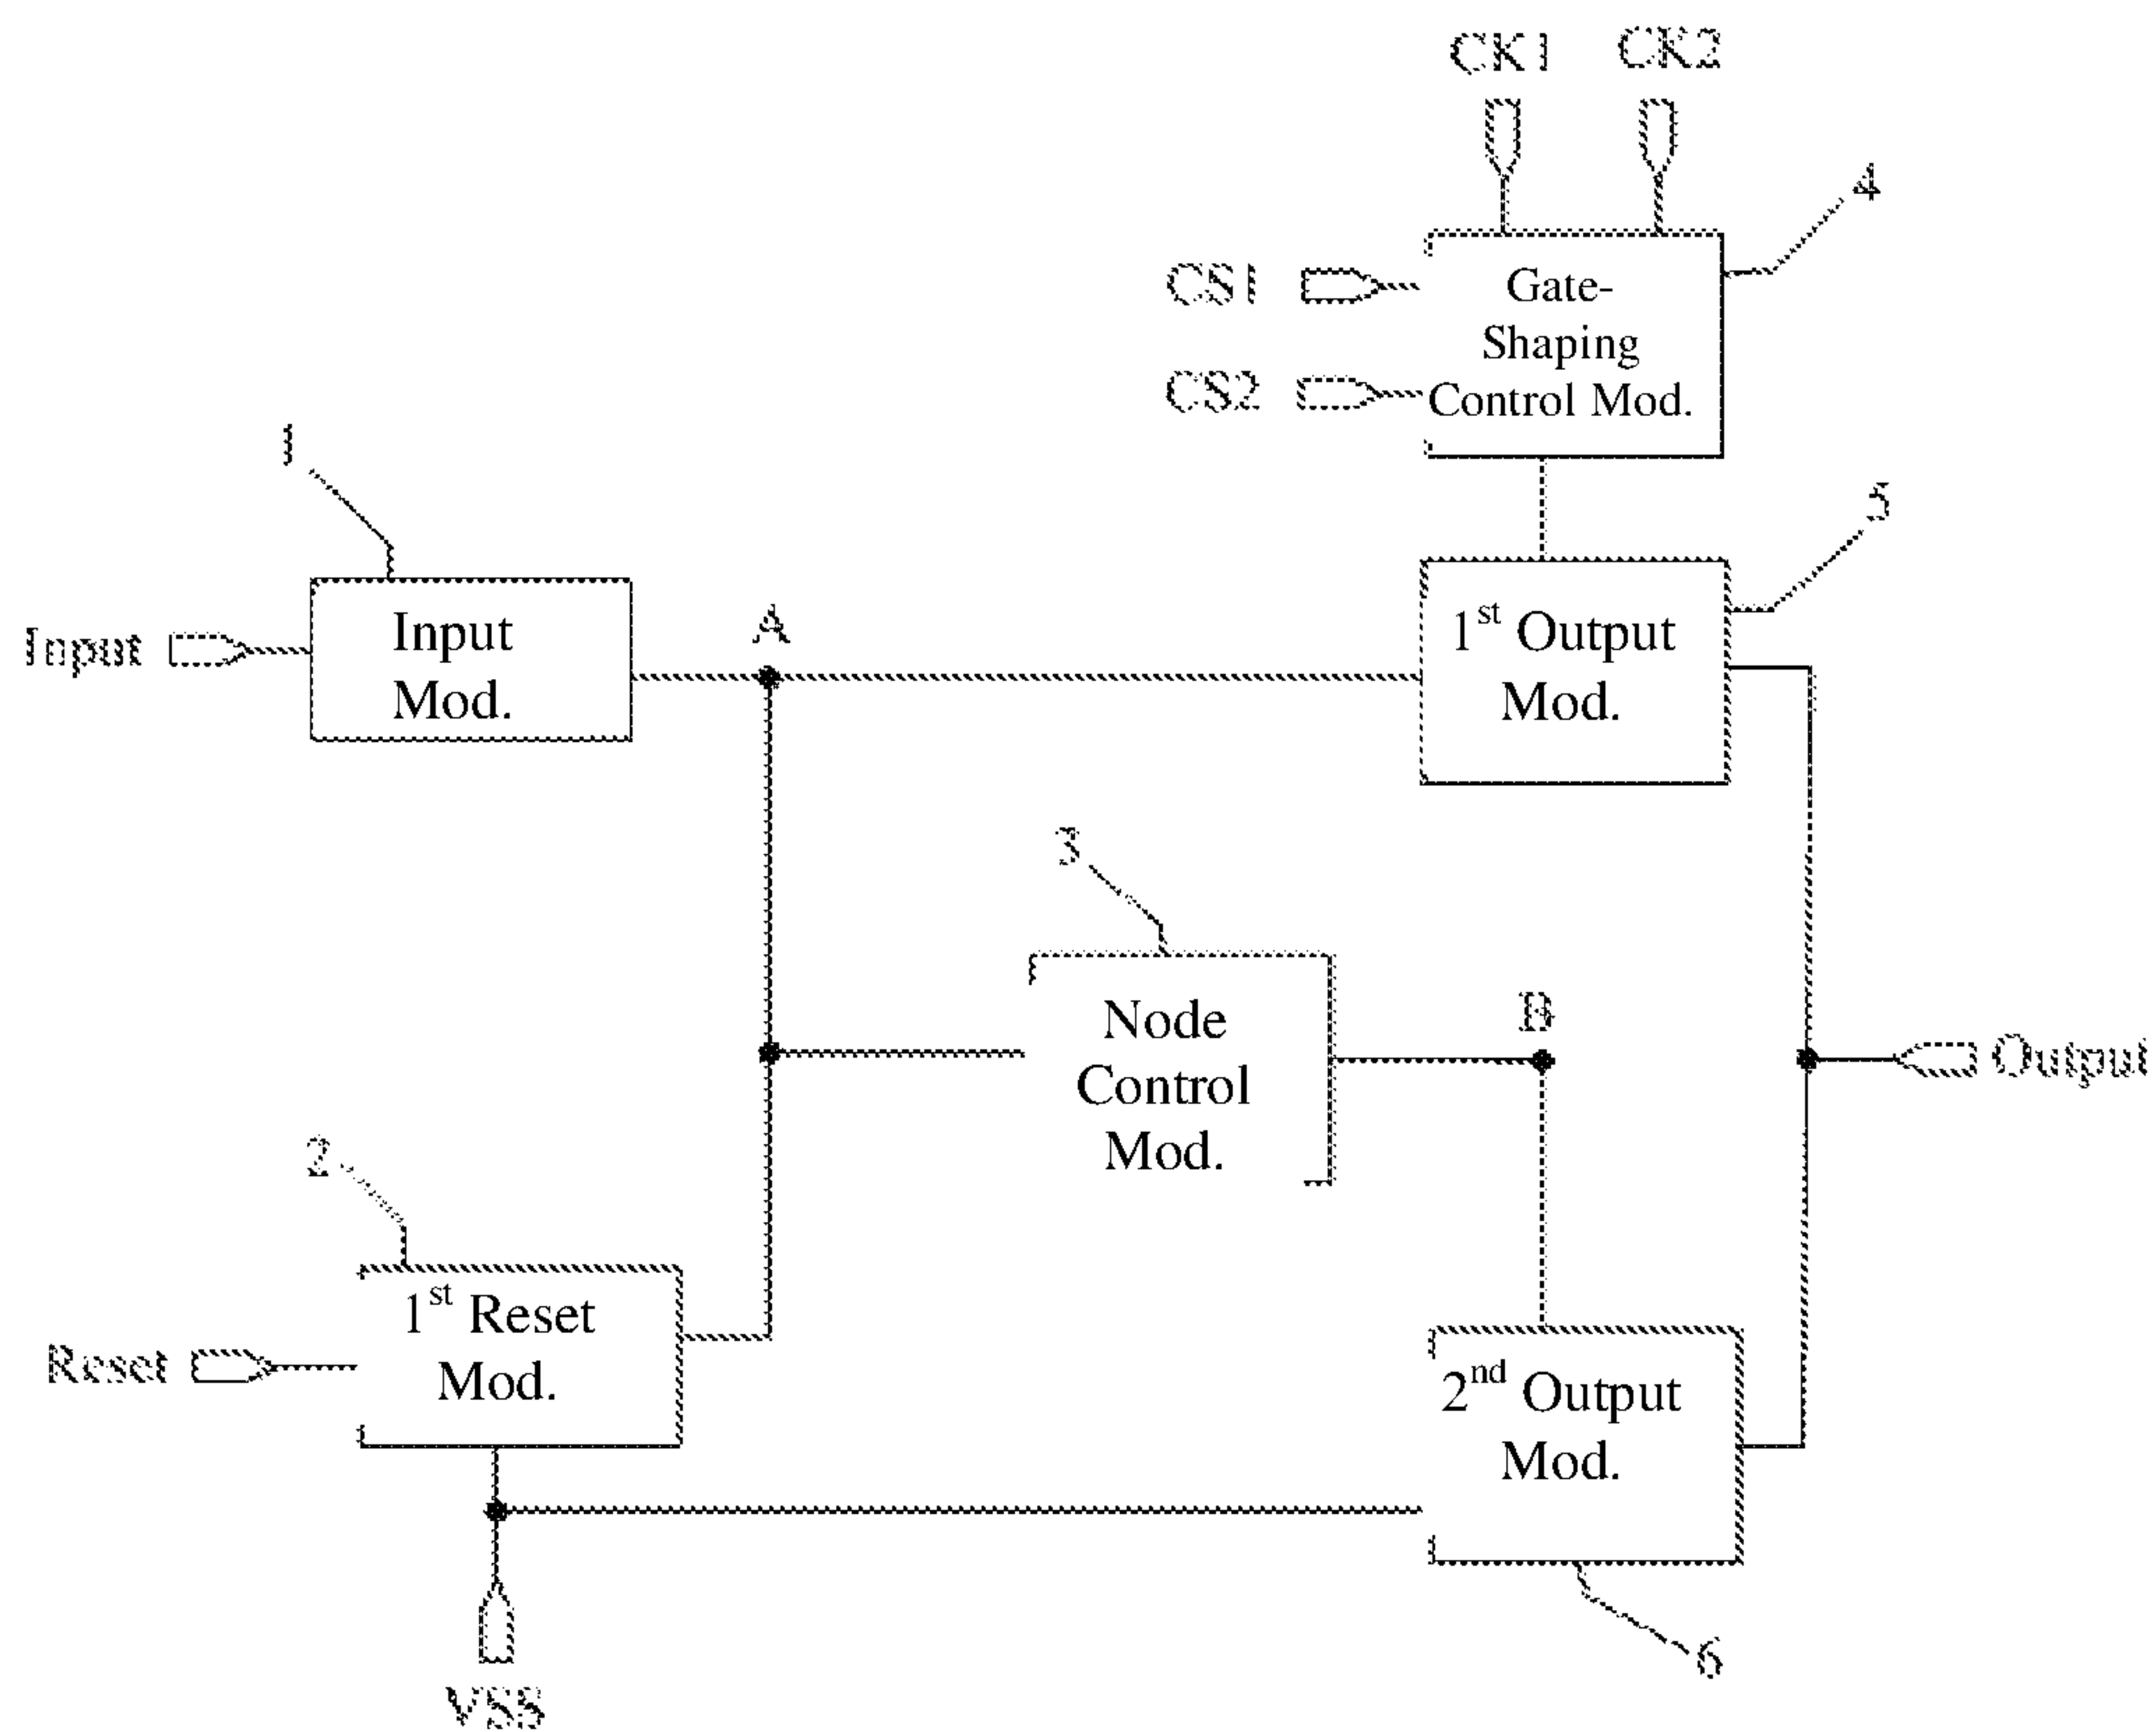 CK1 CK2
4
CS1
Gate-
Shaping
CS2
Control Mod.
1
5
Input
Input
Mod.
A
1st Output
Mod.
3
Node
Control
Mod.
B
Output
2
1st Reset
Mod.
Reset
2nd Output
Mod.
6
VSS